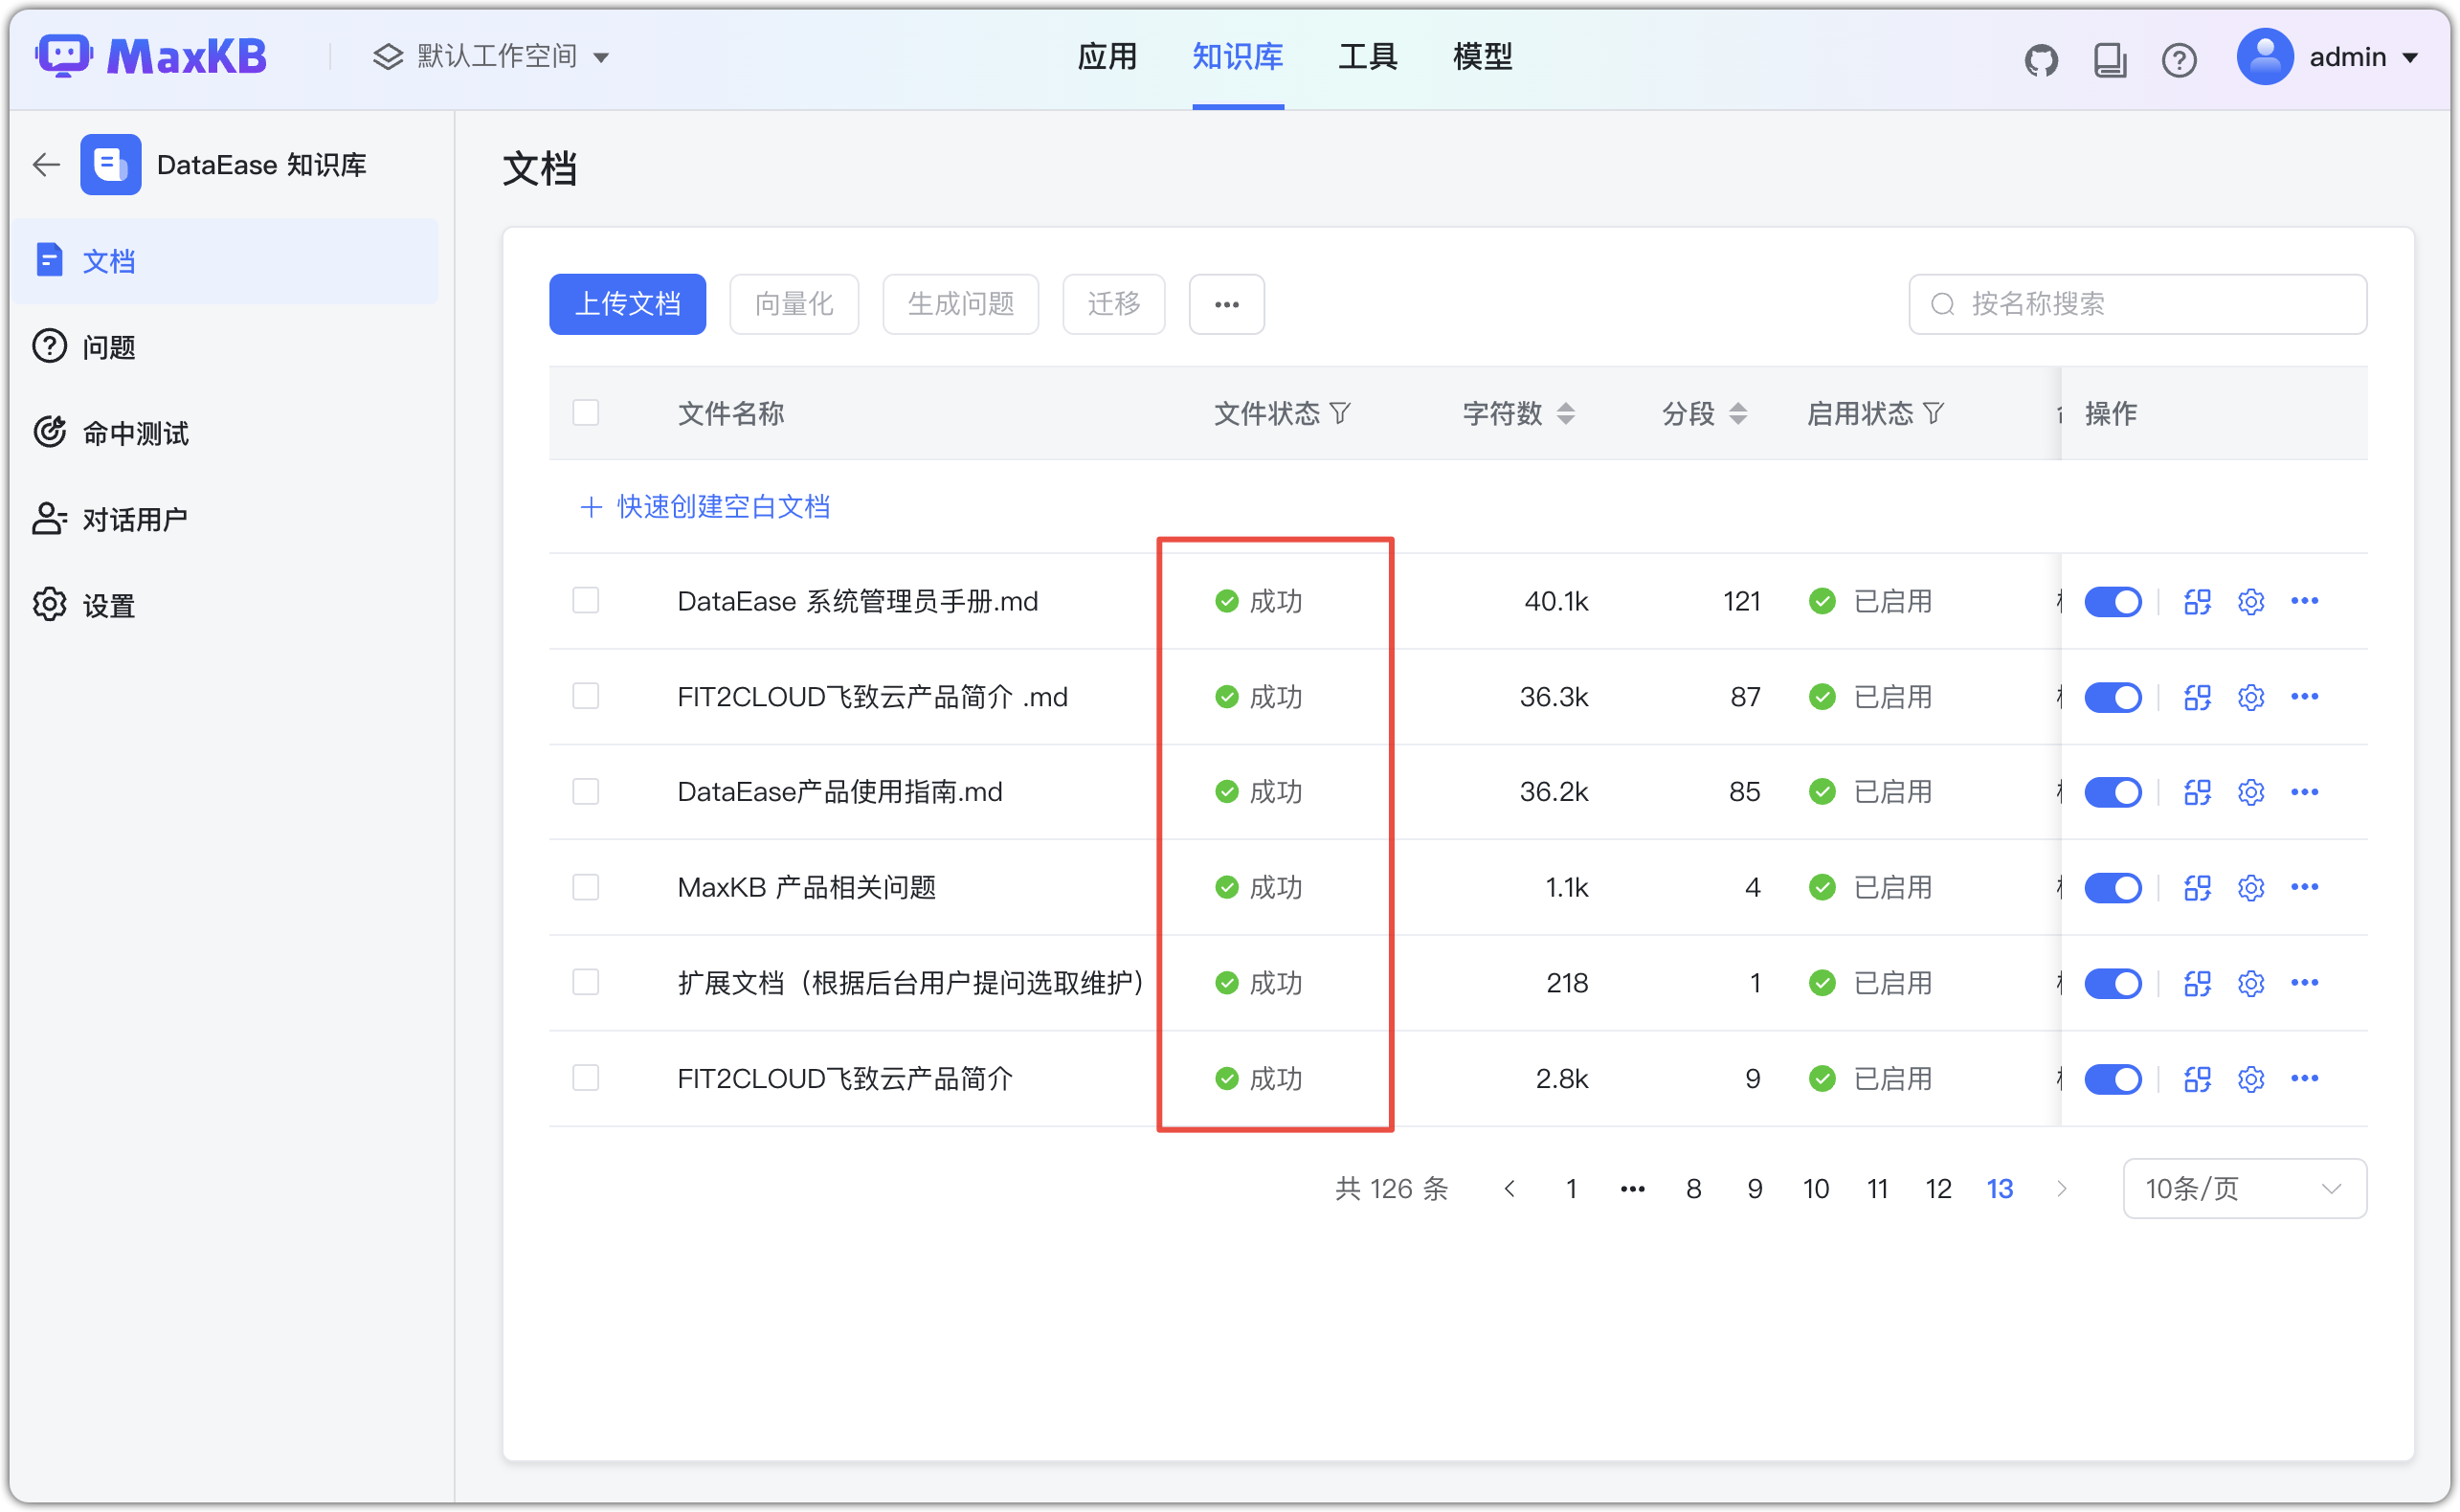 MaxKB 默认工作空间 应用 知识库 工具 模型 admin
DataEase 知识库
文档
问题
命中测试
对话用户
设置
文档
上传文档 向量化 生成问题 迁移 ••• 按名称搜索
文件名称 文件状态 字符数 分段 启用状态 操作
+ 快速创建空白文档
DataEase 系统管理员手册.md 成功 40.1k 121 已启用
FIT2CLOUD飞致云产品简介 .md 成功 36.3k 87 已启用
DataEase产品使用指南.md 成功 36.2k 85 已启用
MaxKB 产品相关问题 成功 1.1k 4 已启用
扩展文档（根据后台用户提问选取维护） 成功 218 1 已启用
FIT2CLOUD飞致云产品简介 成功 2.8k 9 已启用
共 126 条 < 1 ••• 8 9 10 11 12 13 > 10条/页